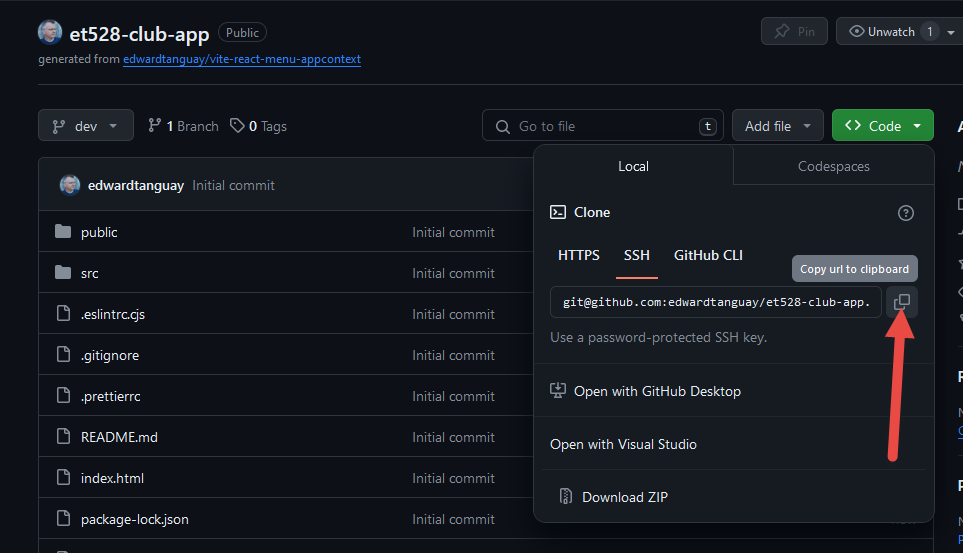 et528-club-app Public
Pin
Unwatch 1
generated from edwardtanguay/vite-react-menu-appcontext
dev
1 Branch
0 Tags
Go to file t
Add file
Code
edwardtanguay Initial commit
public Initial commit
src Initial commit
.eslintrc.cjs Initial commit
.gitignore Initial commit
.prettierrc Initial commit
README.md Initial commit
index.html Initial commit
package-lock.json Initial commit
Local Codespaces
Clone
HTTPS SSH GitHub CLI
Copy url to clipboard
git@github.com:edwardtanguay/et528-club-app.
Use a password-protected SSH key.
Open with GitHub Desktop
Open with Visual Studio
Download ZIP